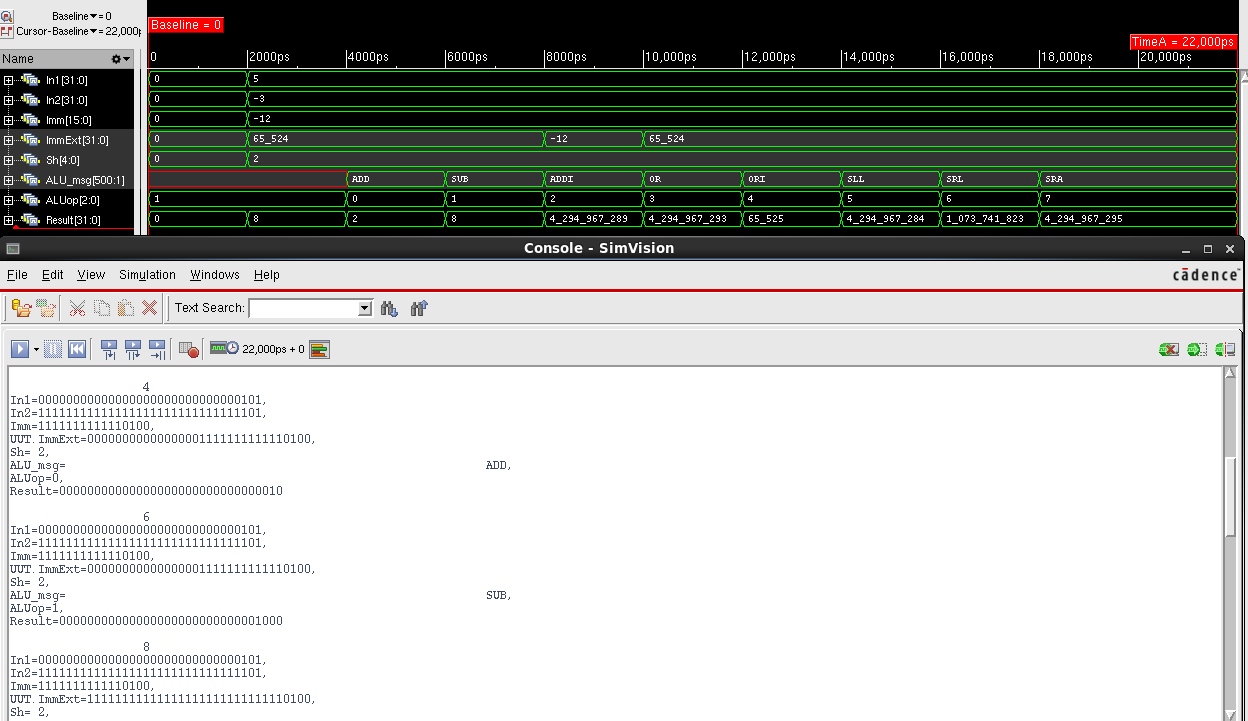 Baseline▼= 0
Cursor-Baseline▼= 22,000p
Baseline = 0
TimeA = 22,000ps
Name
0 2000ps 4000ps 6000ps 8000ps 10,000ps 12,000ps 14,000ps 16,000ps 18,000ps 20,000ps
In1[31:0] 0 5
In2[31:0] 0 -3
Imm[15:0] 0 -12
ImmExt[31:0] 0 65_524 -12 65_524
Sh[4:0] 0 2
ALU_msg[500:1] ADD SUB ADDI OR ORI SLL SRL SRA
ALUop[2:0] 1 0 1 2 3 4 5 6 7
Result[31:0] 0 8 2 8 4_294_967_289 4_294_967_293 65_525 4_294_967_284 1_073_741_823 4_294_967_295
Console - SimVision
File Edit View Simulation Windows Help
cādence
Text Search:
22,000ps + 0
4
In1=00000000000000000000000000000101,
In2=11111111111111111111111111111101,
Imm=1111111111110100,
UUT.ImmExt=00000000000000001111111111110100,
Sh= 2,
ALU_msg= ADD,
ALUop=0,
Result=00000000000000000000000000000010
6
In1=00000000000000000000000000000101,
In2=11111111111111111111111111111101,
Imm=1111111111110100,
UUT.ImmExt=00000000000000001111111111110100,
Sh= 2,
ALU_msg= SUB,
ALUop=1,
Result=00000000000000000000000000001000
8
In1=00000000000000000000000000000101,
In2=11111111111111111111111111111101,
Imm=1111111111110100,
UUT.ImmExt=11111111111111111111111111110100,
Sh= 2,